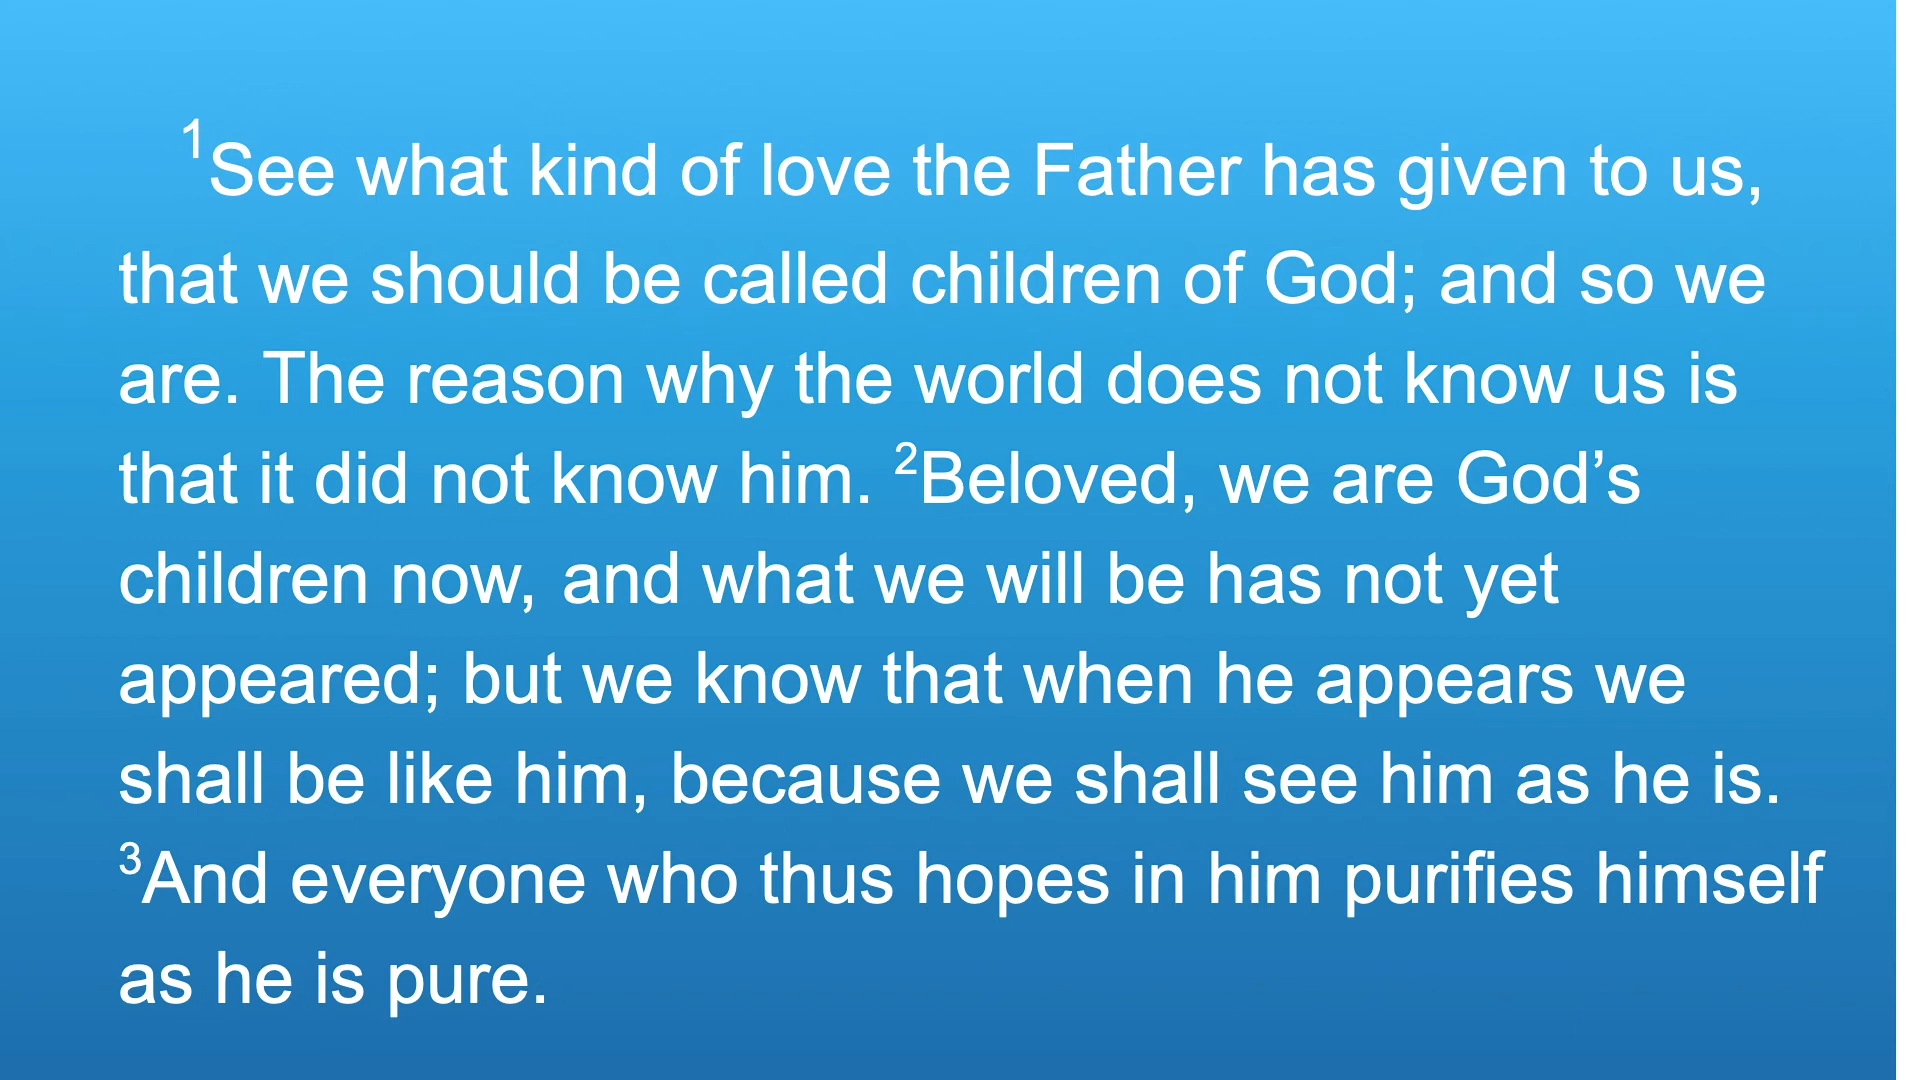 ¹See what kind of love the Father has given to us,
that we should be called children of God; and so we
are. The reason why the world does not know us is
that it did not know him. ²Beloved, we are God’s
children now, and what we will be has not yet
appeared; but we know that when he appears we
shall be like him, because we shall see him as he is.
³And everyone who thus hopes in him purifies himself
as he is pure.